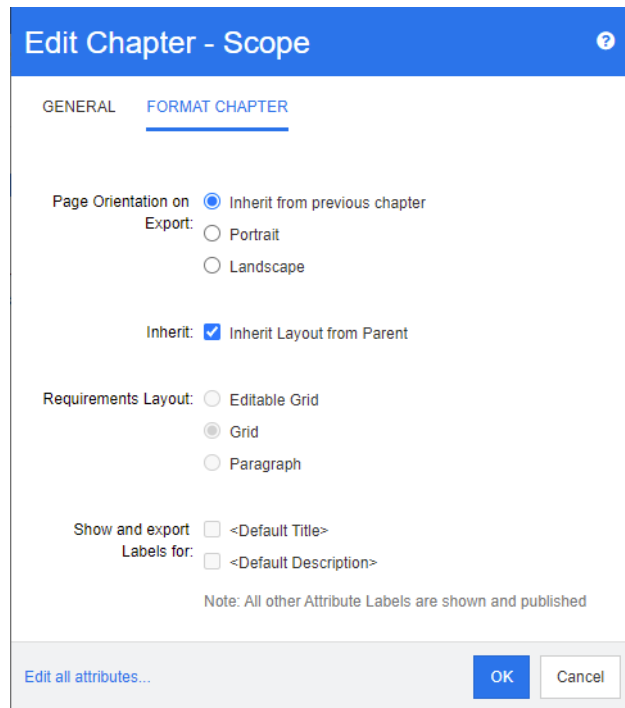 Edit Chapter - Scope
GENERAL FORMAT CHAPTER
Page Orientation on Export:
Inherit from previous chapter
Portrait
Landscape
Inherit: Inherit Layout from Parent
Requirements Layout: Editable Grid
Grid
Paragraph
Show and export Labels for:
<Default Title>
<Default Description>
Note: All other Attribute Labels are shown and published
Edit all attributes...
OK Cancel